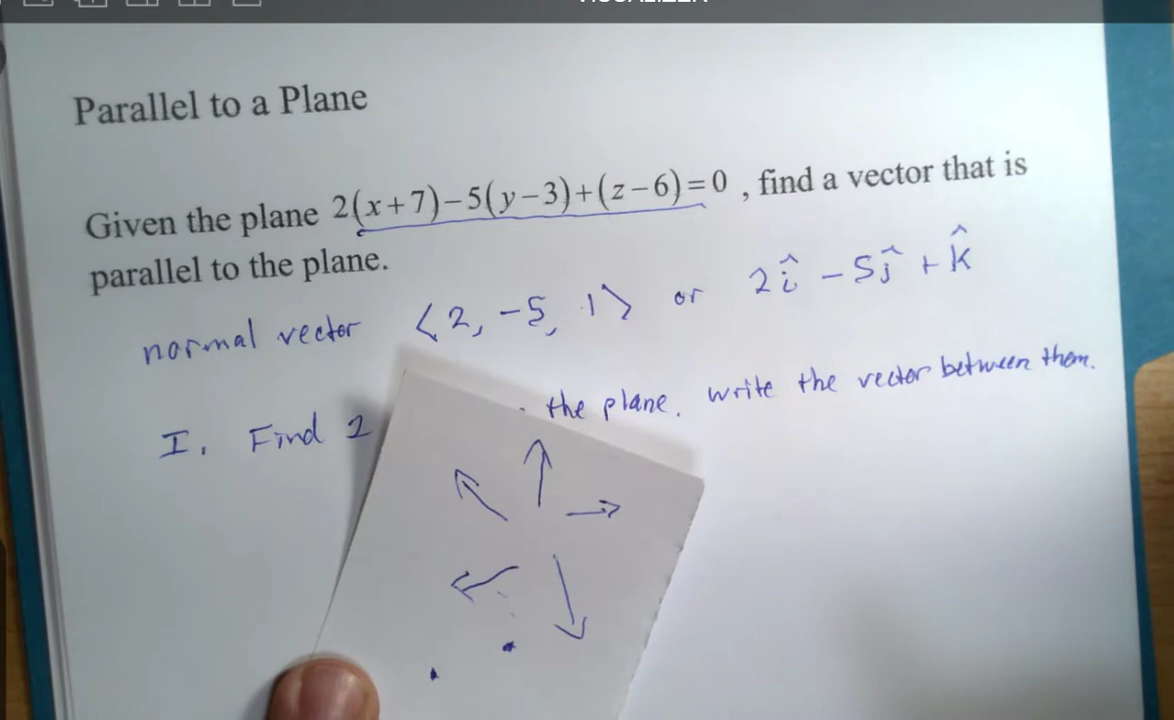 Parallel to a Plane
Given the plane 2(x+7)−5(y−3)+(z−6)=0 , find a vector that is
parallel to the plane.
normal vector ⟨2, −5, 1⟩ or 2î − 5ĵ + k̂
I. Find 2 the plane. write the vector between them.